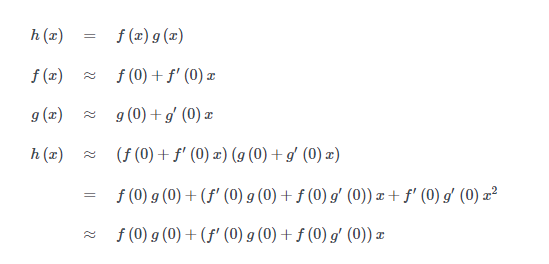 h (x) = f (x) g (x)
f (x) ≈ f (0) + f′ (0) x
g (x) ≈ g (0) + g′ (0) x
h (x) ≈ (f (0) + f′ (0) x) (g (0) + g′ (0) x)
= f (0) g (0) + (f′ (0) g (0) + f (0) g′ (0)) x + f′ (0) g′ (0) x²
≈ f (0) g (0) + (f′ (0) g (0) + f (0) g′ (0)) x